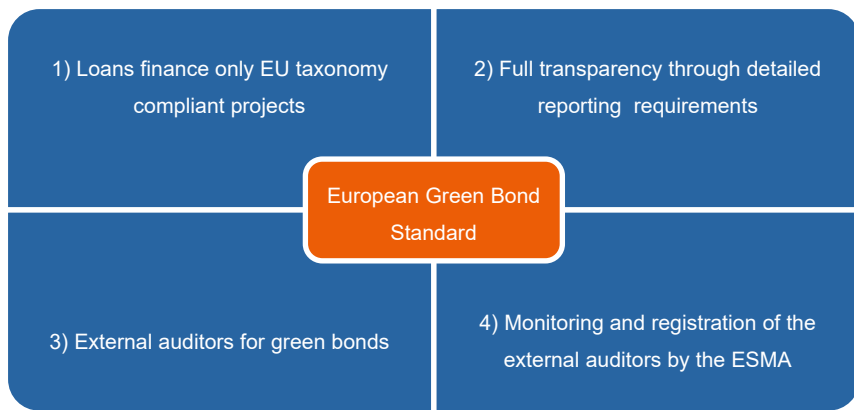 1) Loans finance only EU taxonomy
compliant projects
2) Full transparency through detailed
reporting requirements
European Green Bond
Standard
3) External auditors for green bonds
4) Monitoring and registration of the
external auditors by the ESMA